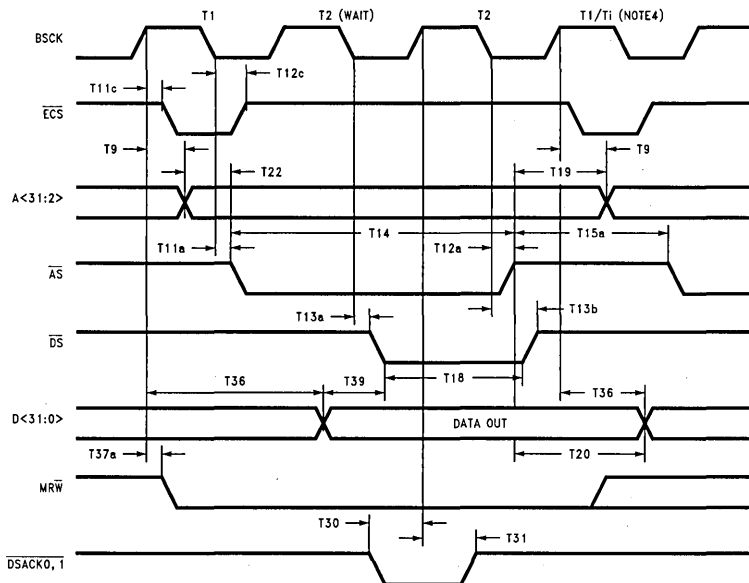 T1 T2 (WAIT) T2 T1/Ti (NOTE4)
BSCK
T11c T12c
ECS
T9 T9
T22 T19
A<31:2>
T14 T15a
T11a T12a
AS
T13a T13b
DS
T18
T36 T39 T36
D<31:0> DATA OUT
T37a T20
MRW
T30 T31
DSACK0, 1